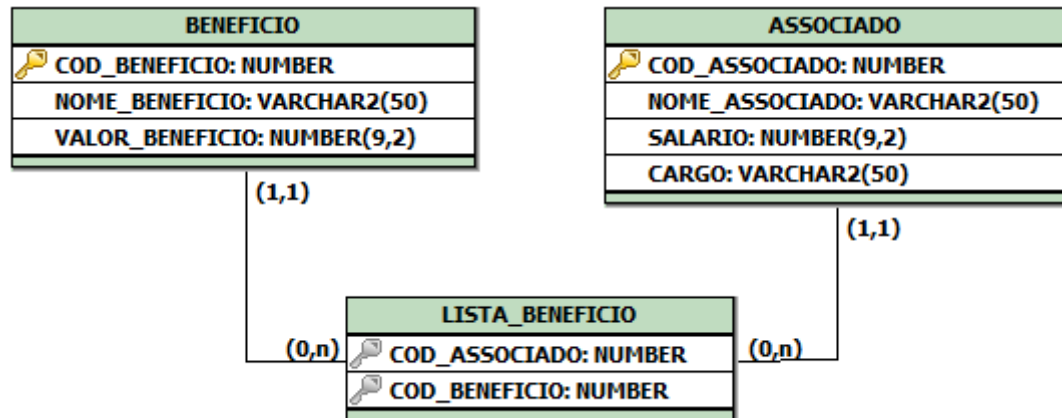 BENEFICIO
COD_BENEFICIO: NUMBER
NOME_BENEFICIO: VARCHAR2(50)
VALOR_BENEFICIO: NUMBER(9,2)
(1,1)
ASSOCIADO
COD_ASSOCIADO: NUMBER
NOME_ASSOCIADO: VARCHAR2(50)
SALARIO: NUMBER(9,2)
CARGO: VARCHAR2(50)
(1,1)
LISTA_BENEFICIO
(0,n)
COD_ASSOCIADO: NUMBER
(0,n)
COD_BENEFICIO: NUMBER